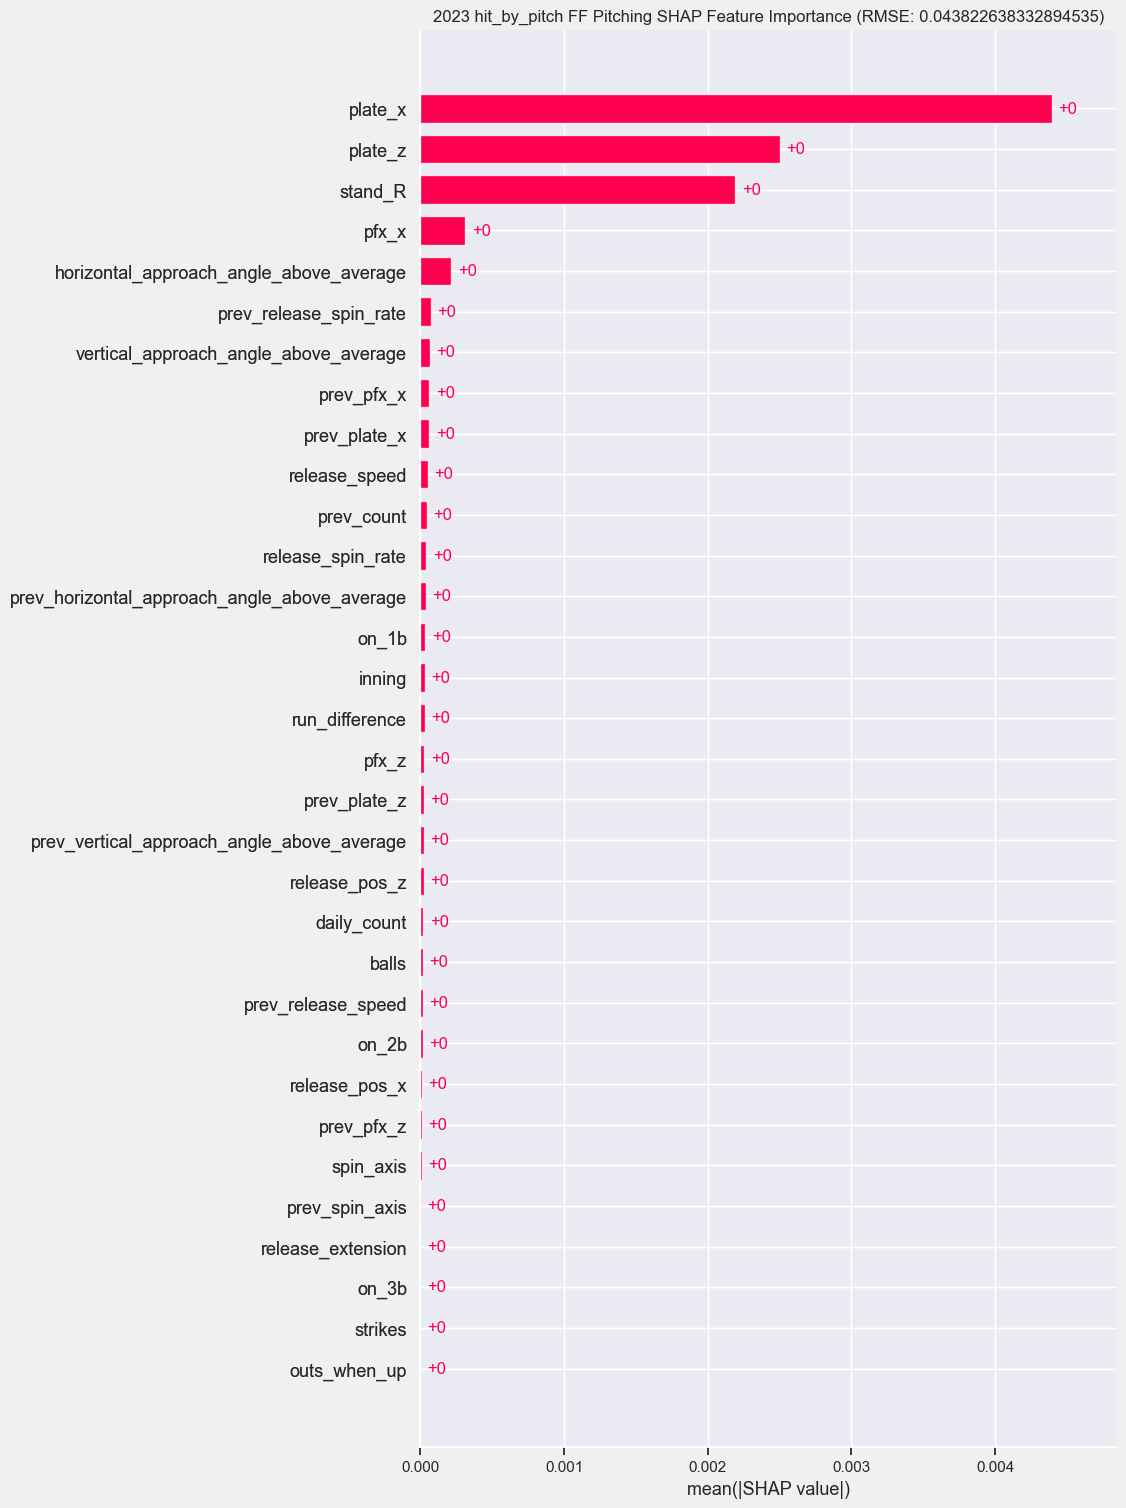 2023 hit_by_pitch FF Pitching SHAP Feature Importance (RMSE: 0.043822638332894535)
plate_x +0
plate_z +0
stand_R +0
pfx_x +0
horizontal_approach_angle_above_average +0
prev_release_spin_rate +0
vertical_approach_angle_above_average +0
prev_pfx_x +0
prev_plate_x +0
release_speed +0
prev_count +0
release_spin_rate +0
prev_horizontal_approach_angle_above_average +0
on_1b +0
inning +0
run_difference +0
pfx_z +0
prev_plate_z +0
prev_vertical_approach_angle_above_average +0
release_pos_z +0
daily_count +0
balls +0
prev_release_speed +0
on_2b +0
release_pos_x +0
prev_pfx_z +0
spin_axis +0
prev_spin_axis +0
release_extension +0
on_3b +0
strikes +0
outs_when_up +0
0.000 0.001 0.002 0.003 0.004
mean(|SHAP value|)